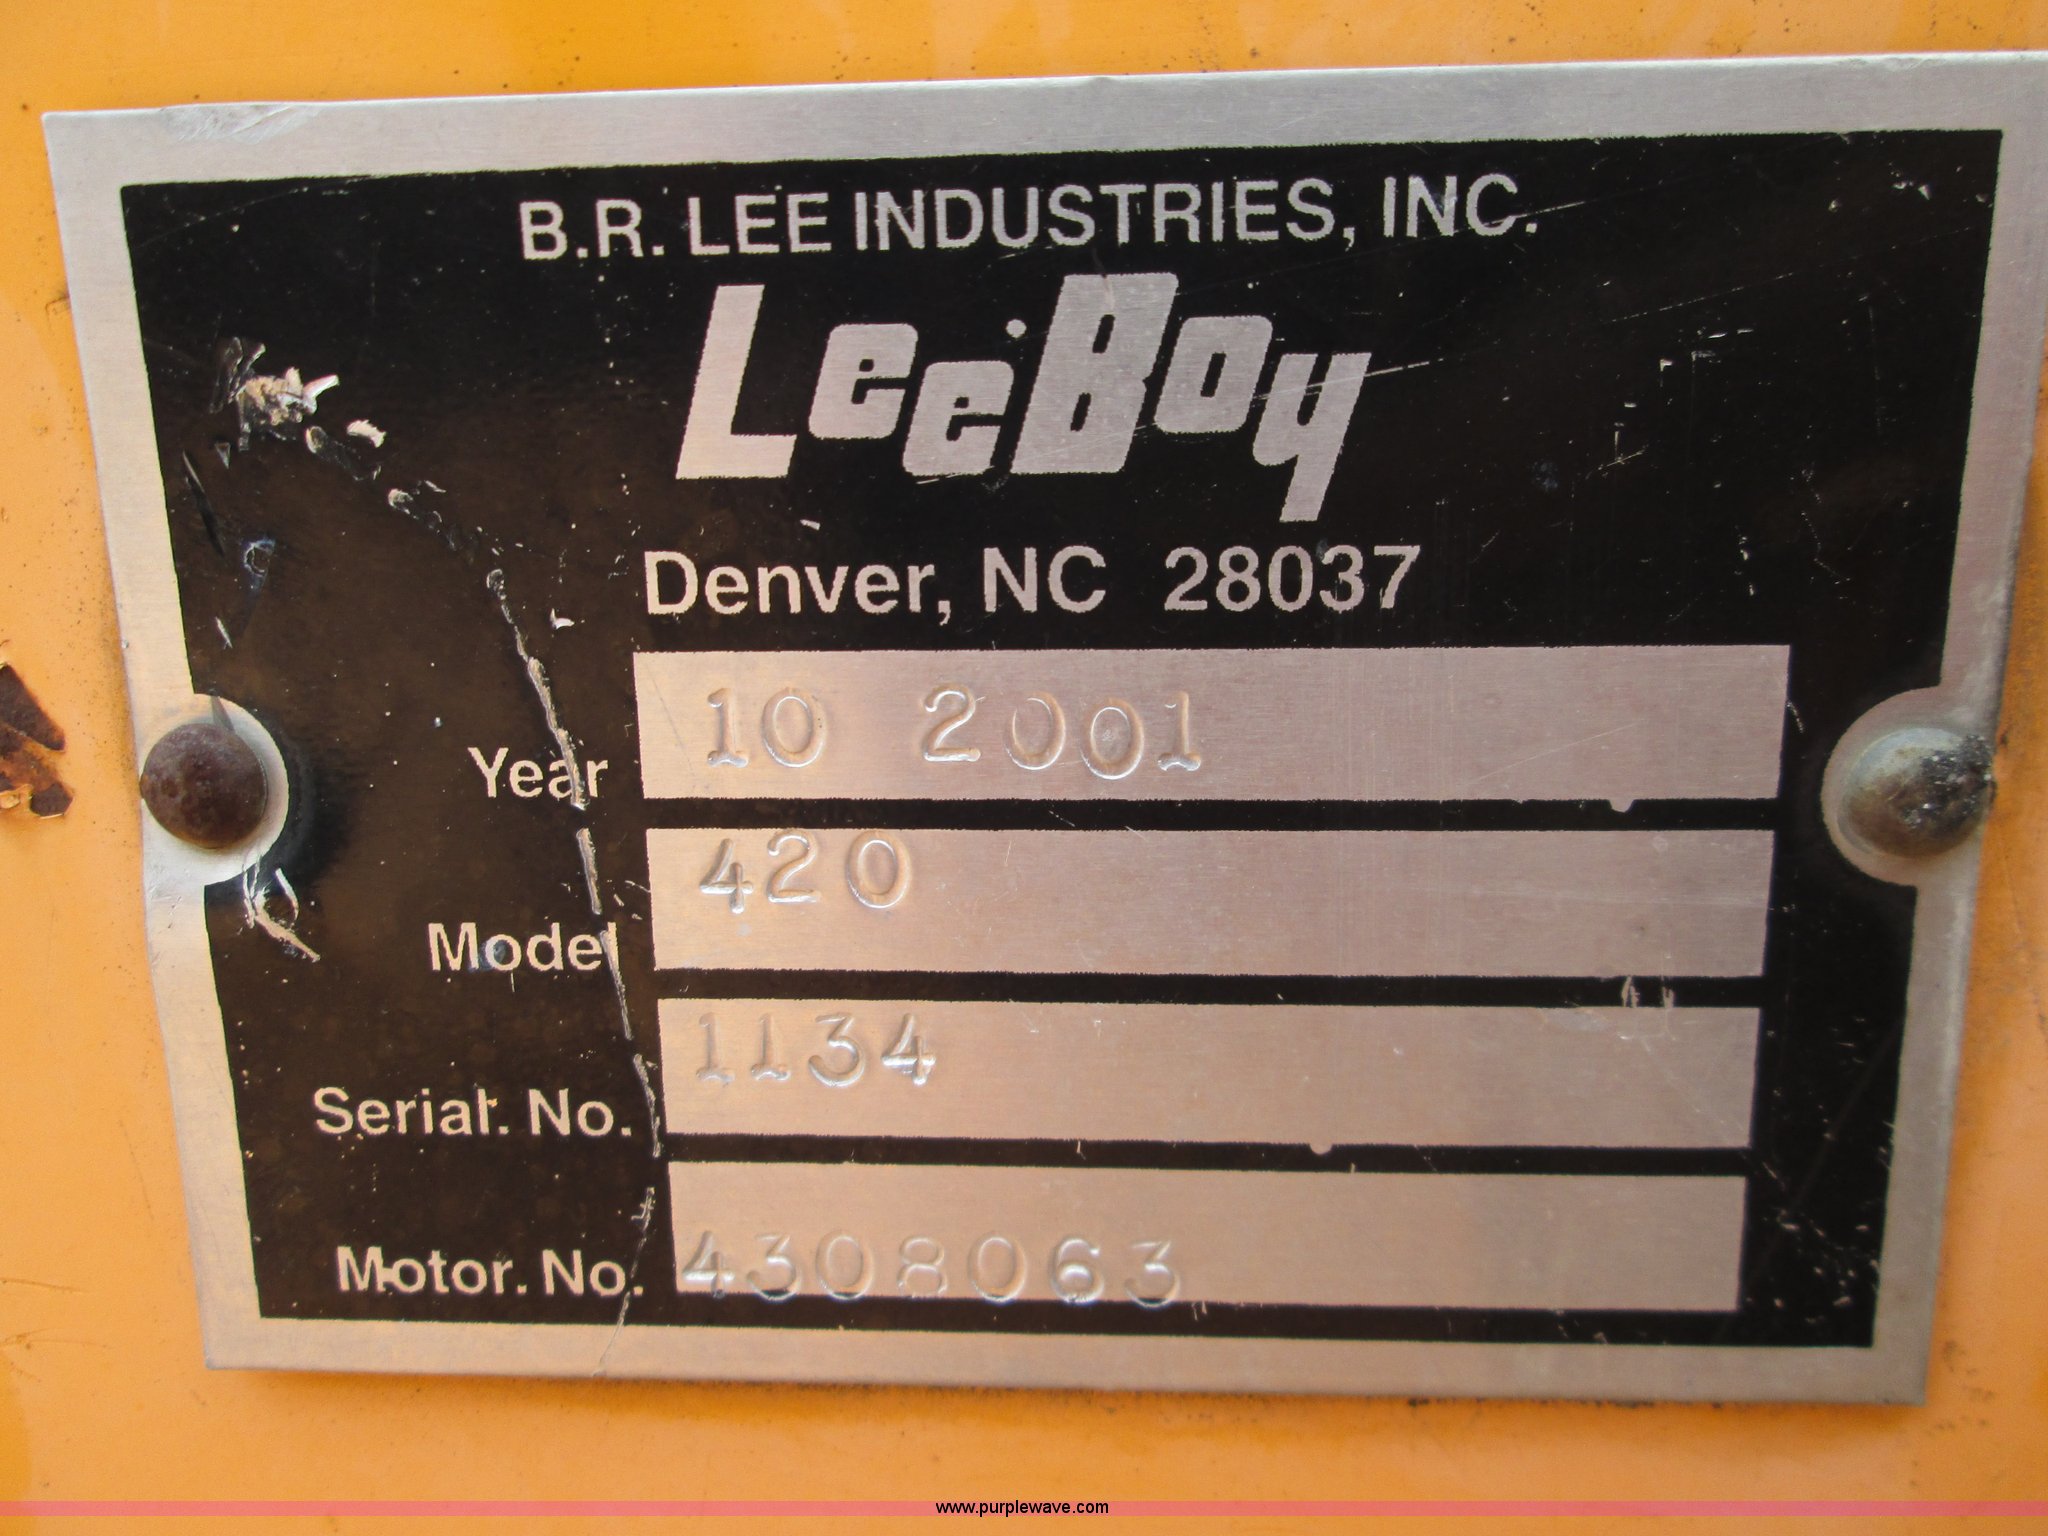 B.R. LEE INDUSTRIES, INC.
LeeBoy
Denver, NC 28037
Year 10 2001
Model 420
Serial. No. 1134
Motor. No. 4308063
www.purplewave.com